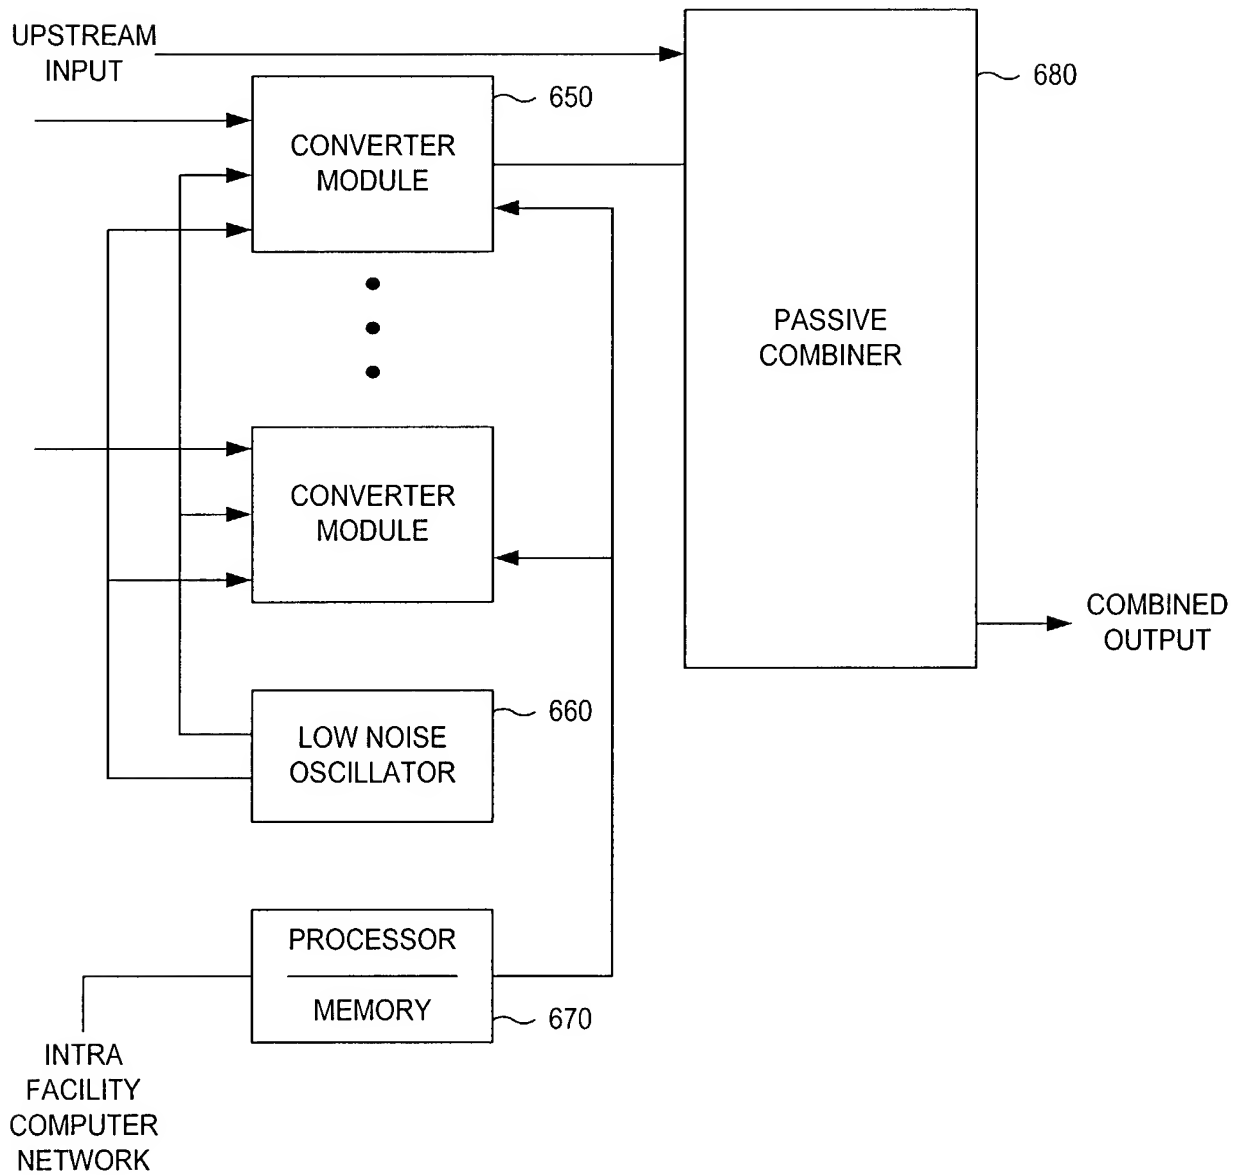 UPSTREAM
INPUT
680
650
CONVERTER
MODULE
PASSIVE
COMBINER
CONVERTER
MODULE
COMBINED
OUTPUT
660
LOW NOISE
OSCILLATOR
PROCESSOR
MEMORY
670
INTRA
FACILITY
COMPUTER
NETWORK